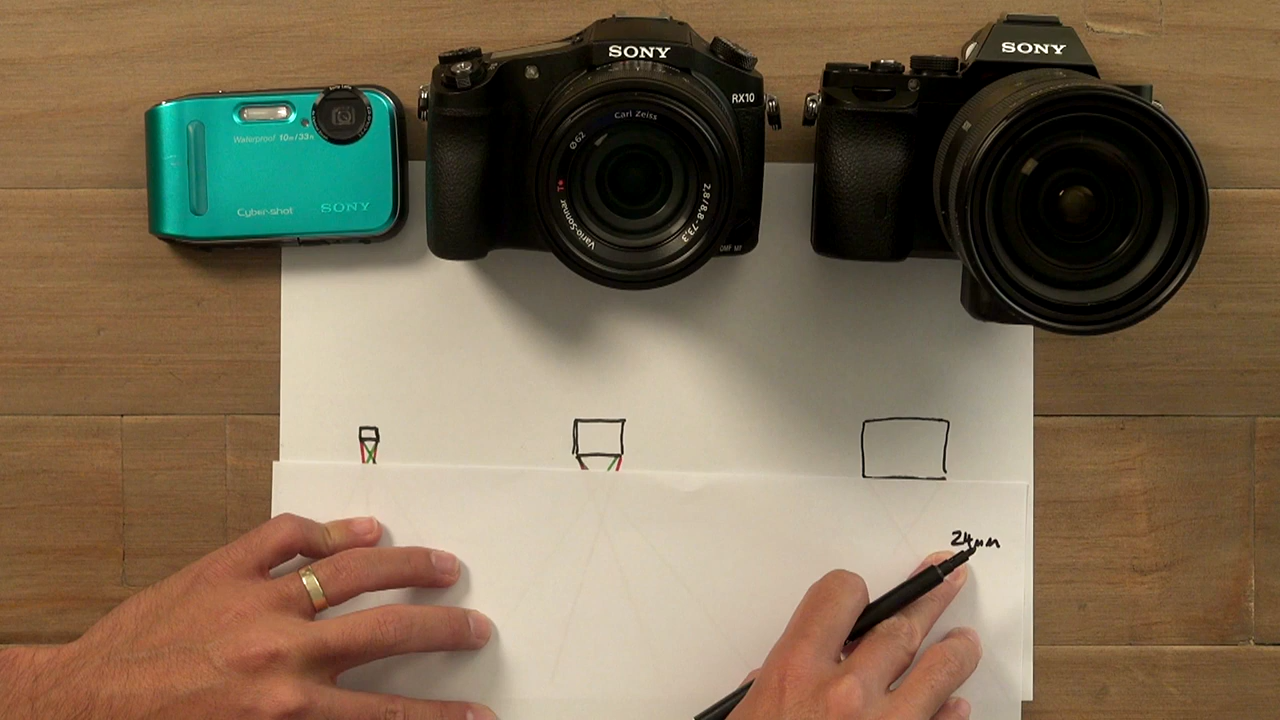 Waterproof 10m/33ft
Cyber-shot SONY
SONY
RX10
Carl Zeiss
Ø62
T*
2,8/8,8-73,3
Vario-Sonnar
SONY
24mm